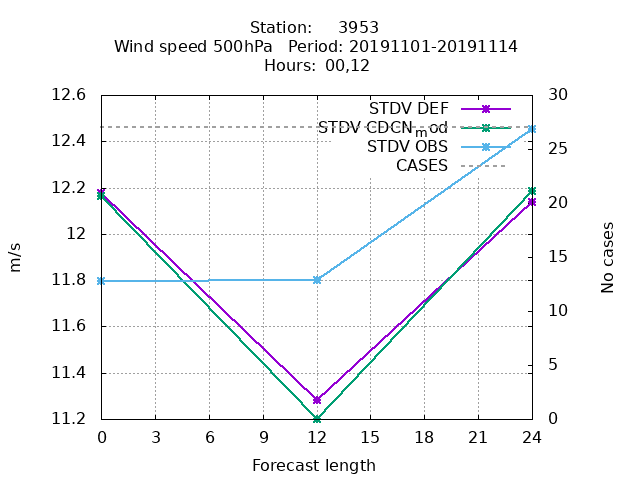 Station: 3953
Wind speed 500hPa Period: 20191101-20191114
Hours: 00,12
12.6
12.4
12.2
12
11.8
11.6
11.4
11.2
m/s
STDV DEF
STDV CDCN_mod
STDV OBS
CASES
30
25
20
15
10
5
0
No cases
0 3 6 9 12 15 18 21 24
Forecast length